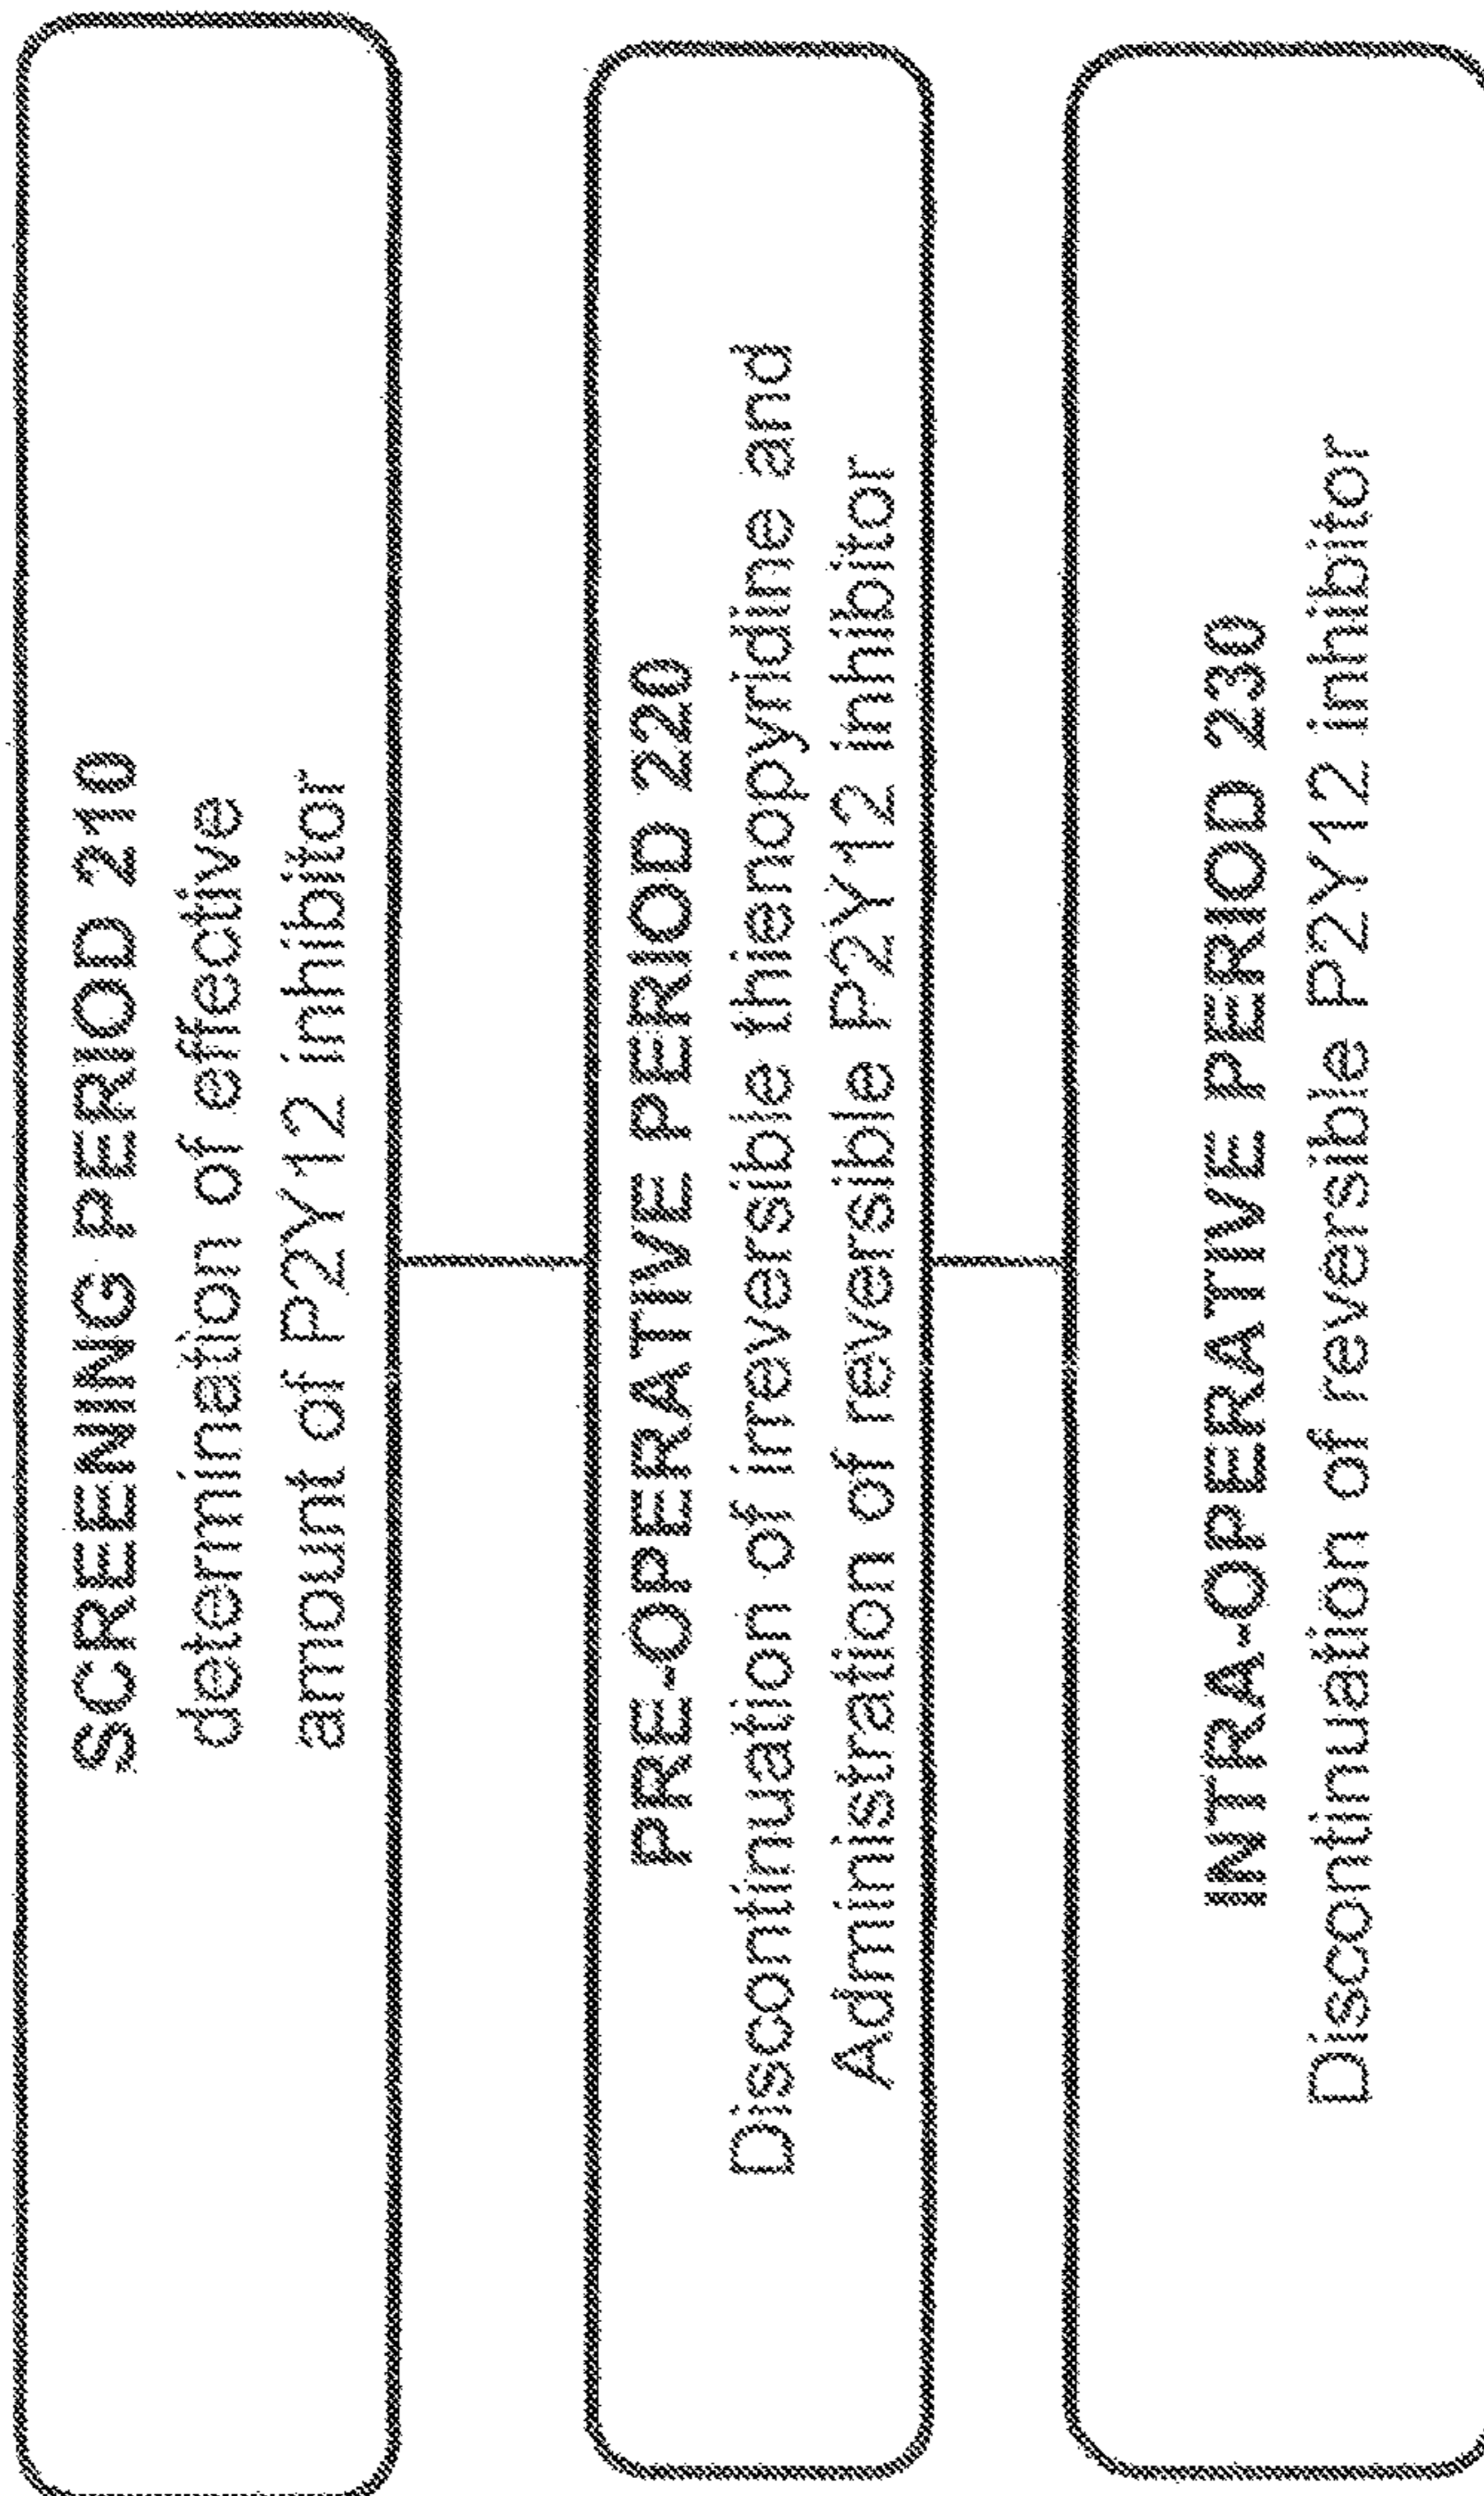 SCREENING PERIOD 210
determination of effective
amount of P2Y12 inhibitor
PRE-OPERATIVE PERIOD 220
Discontinuation of irreversible thienopyridine and
Administration of reversible P2Y12 inhibitor
INTRA-OPERATIVE PERIOD 230
Discontinuation of reversible P2Y12 inhibitor